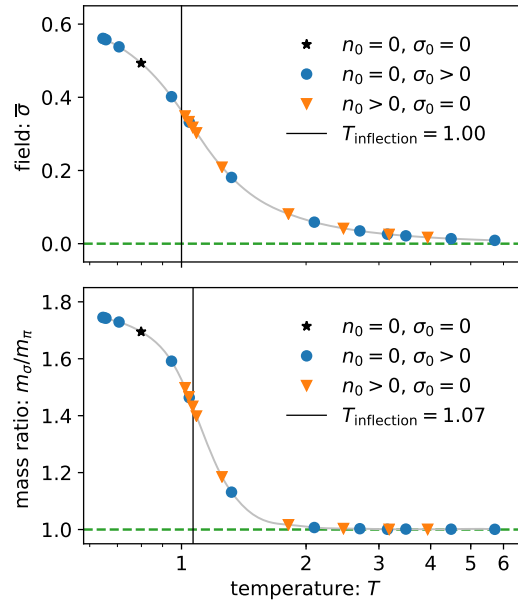 0.6
0.4
0.2
0.0
field: σ̅
n₀ = 0, σ₀ = 0
n₀ = 0, σ₀ > 0
n₀ > 0, σ₀ = 0
T_inflection = 1.00
1.8
1.6
1.4
1.2
1.0
mass ratio: m_σ/m_π
n₀ = 0, σ₀ = 0
n₀ = 0, σ₀ > 0
n₀ > 0, σ₀ = 0
T_inflection = 1.07
1 2 3 4 5 6
temperature: T